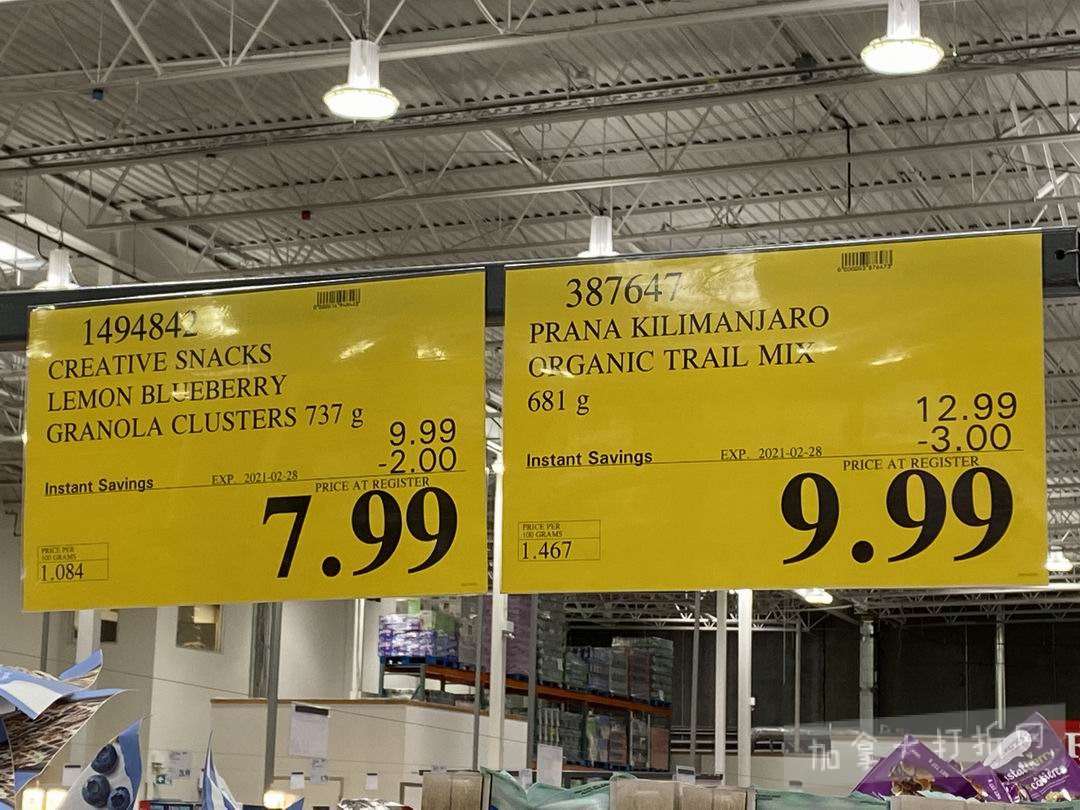 1494842
CREATIVE SNACKS
LEMON BLUEBERRY
GRANOLA CLUSTERS 737 g
9.99
-2.00
Instant Savings
EXP. 2021-02-28
PRICE AT REGISTER
7.99
PRICE PER
100 GRAMS
1.084
387647
PRANA KILIMANJARO
ORGANIC TRAIL MIX
681 g
12.99
-3.00
Instant Savings
EXP. 2021-02-28
PRICE AT REGISTER
9.99
PRICE PER
100 GRAMS
1.467
加拿大打折网